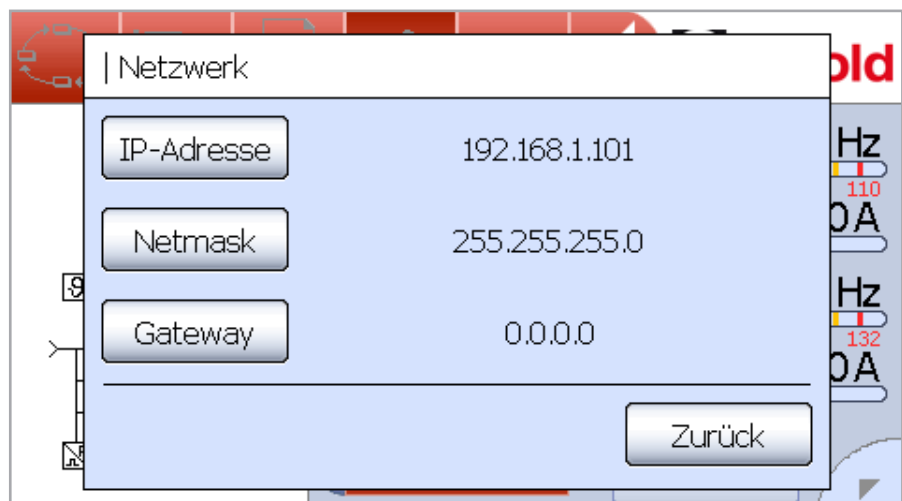 | Netzwerk
old
IP-Adresse 192.168.1.101
Hz
110
0A
Netmask 255.255.255.0
Hz
132
0A
Gateway 0.0.0.0
Zurück